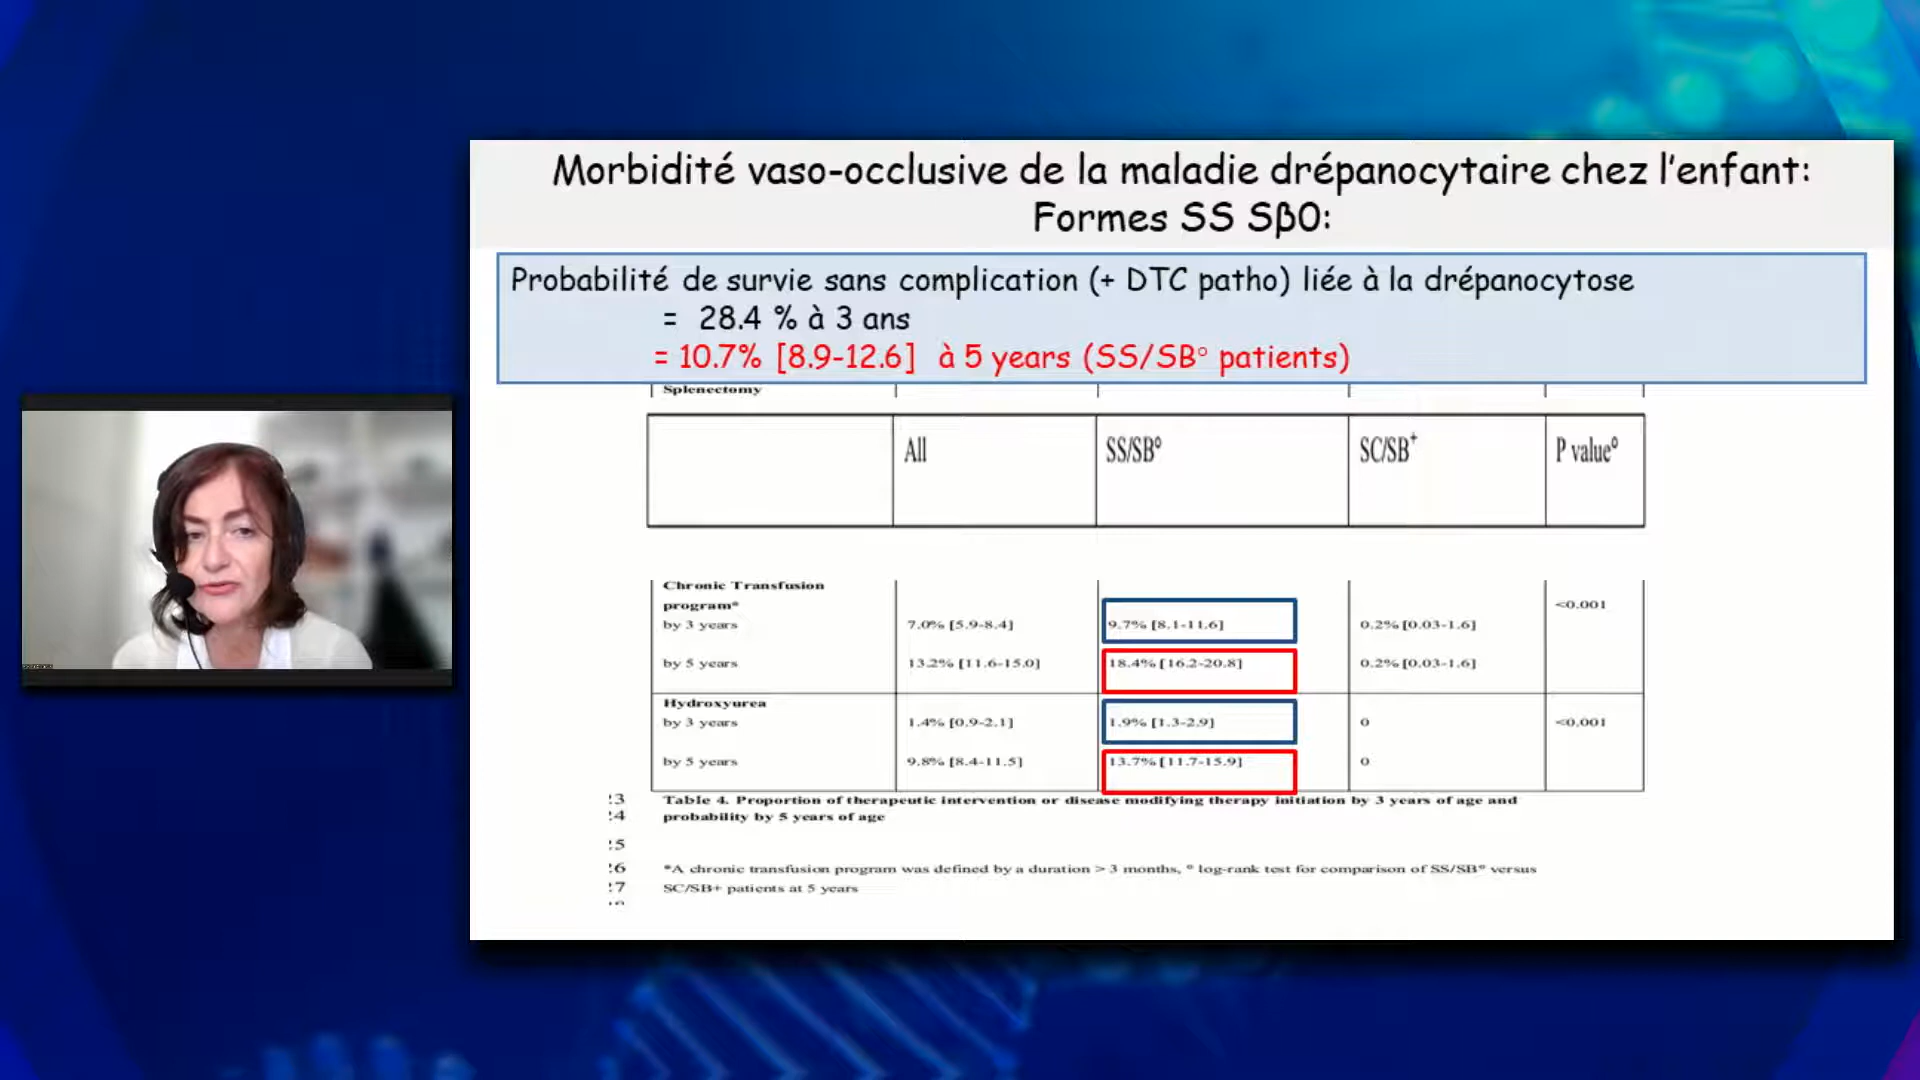 Morbidité vaso-occlusive de la maladie drépanocytaire chez l'enfant:
Formes SS Sβ0:
Probabilité de survie sans complication (+ DTC patho) liée à la drépanocytose
= 28.4 % à 3 ans
= 10.7% [8.9-12.6] à 5 years (SS/SB° patients)
Splenectomy
All SS/SB° SC/SB⁺ P value°
Chronic Transfusion
program* <0.001
by 3 years 7.0% [5.9-8.4] 9.7% [8.1-11.6] 0.2% [0.03-1.6]
by 5 years 13.2% [11.6-15.0] 18.4% [16.2-20.8] 0.2% [0.03-1.6]
Hydroxyurea
by 3 years 1.4% [0.9-2.1] 1.9% [1.3-2.9] 0 <0.001
by 5 years 9.8% [8.4-11.5] 13.7% [11.7-15.9] 0
23 Table 4. Proportion of therapeutic intervention or disease modifying therapy initiation by 3 years of age and
24 probability by 5 years of age
25
26 *A chronic transfusion program was defined by a duration > 3 months, ° log-rank test for comparison of SS/SB° versus
27 SC/SB+ patients at 5 years